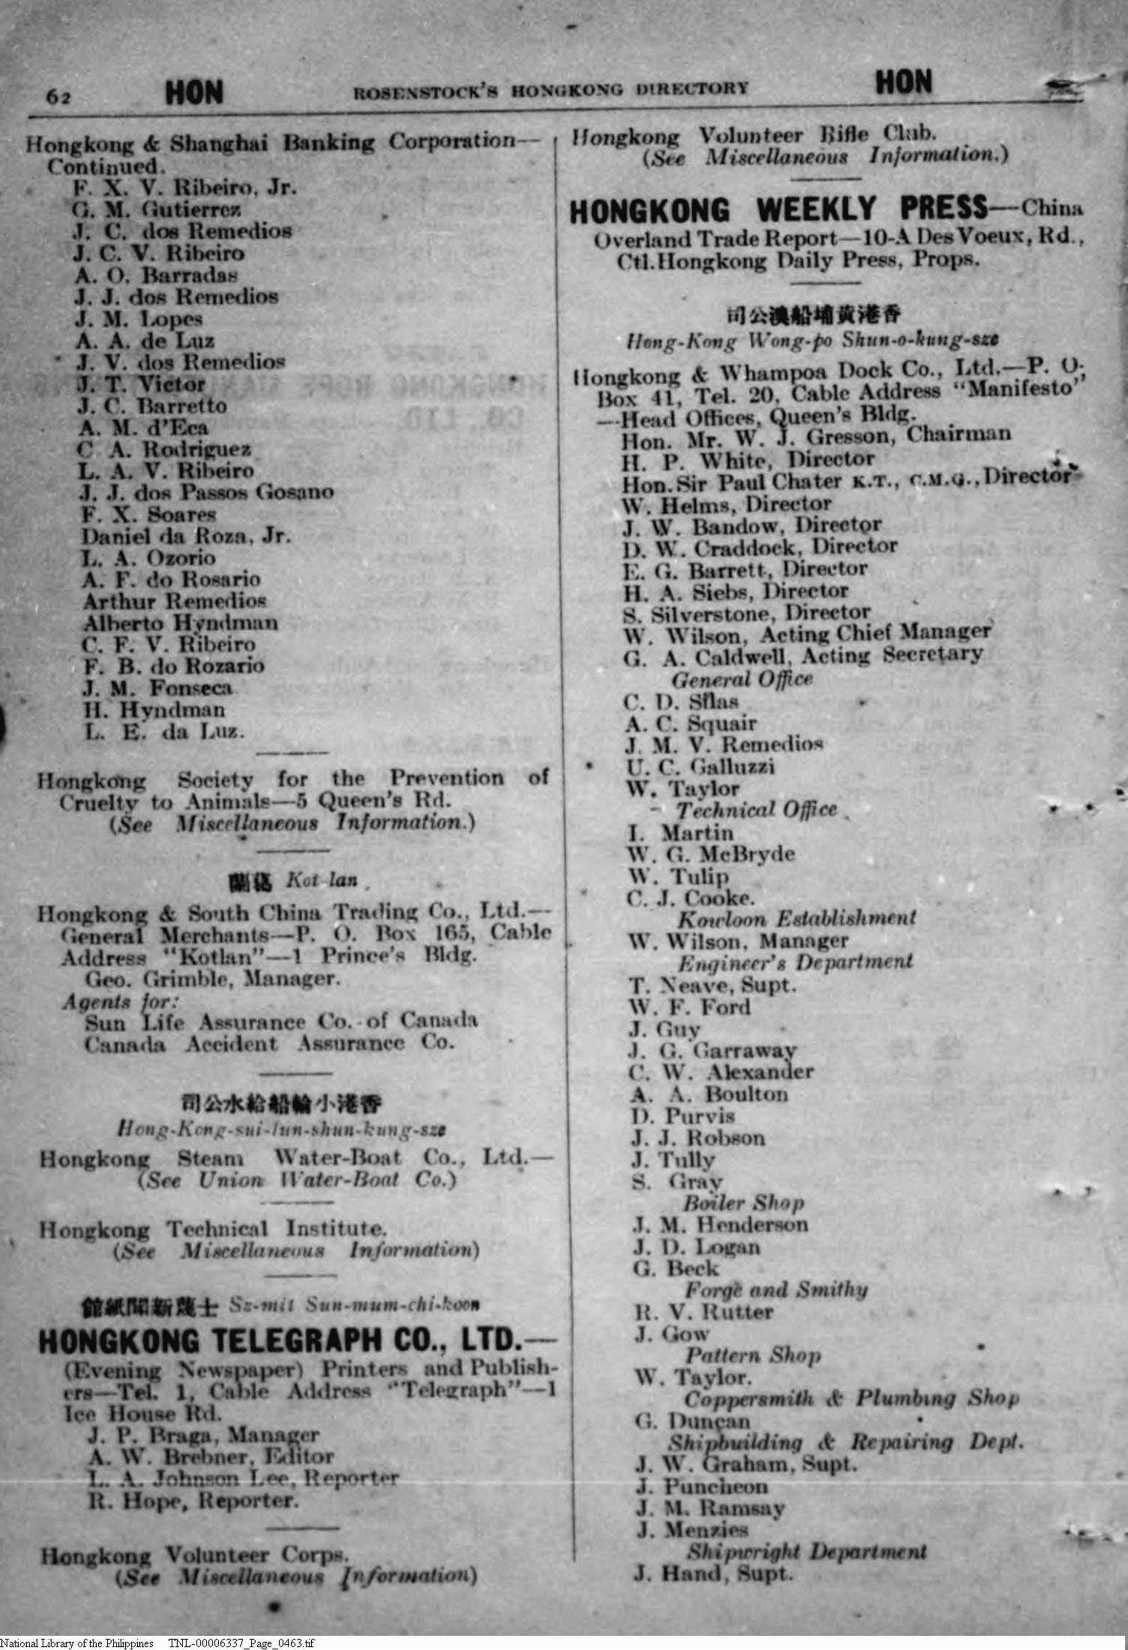 62 HON ROSENSTOCK'S HONGKONG DIRECTORY HON
Hongkong & Shanghai Banking Corporation—
Continued.
F. X. V. Ribeiro, Jr.
G. M. Gutierrez
J. C. dos Remedios
J. C. V. Ribeiro
A. O. Barradas
J. J. dos Remedios
J. M. Lopes
A. A. de Luz
J. V. dos Remedios
J. T. Victor
J. C. Barretto
A. M. d'Eca
C A. Rodriguez
L. A. V. Ribeiro
J. J. dos Passos Gosano
F. X. Soares
Daniel da Roza, Jr.
L. A. Ozorio
A. F. do Rosario
Arthur Remedios
Alberto Hyndman
C. F. V. Ribeiro
F. B. do Rozario
J. M. Fonseca
H. Hyndman
L. E. da Luz.
Hongkong Society for the Prevention of
Cruelty to Animals—5 Queen's Rd.
(See Miscellaneous Information.)
Kot lan
Hongkong & South China Trading Co., Ltd.—
General Merchants—P. O. Box 165, Cable
Address "Kotlan"—1 Prince's Bldg.
Geo. Grimble, Manager.
Agents for:
Sun Life Assurance Co. of Canada
Canada Accident Assurance Co.
司公水給船輪小港香
Hong-Kong-sui-lun-shun-kung-sze
Hongkong Steam Water-Boat Co., Ltd.—
(See Union Water-Boat Co.)
Hongkong Technical Institute.
(See Miscellaneous Information)
館紙聞新蔑士 Sz-mit Sun-mum-chi-koon
HONGKONG TELEGRAPH CO., LTD.—
(Evening Newspaper) Printers and Publish-
ers—Tel. 1, Cable Address "Telegraph"—1
Ice House Rd.
J. P. Braga, Manager
A. W. Brebner, Editor
L. A. Johnson Lee, Reporter
R. Hope, Reporter.
Hongkong Volunteer Corps.
(See Miscellaneous Information)
Hongkong Volunteer Rifle Club.
(See Miscellaneous Information.)
HONGKONG WEEKLY PRESS—China
Overland Trade Report—10-A Des Voeux, Rd.,
Ctl.Hongkong Daily Press, Props.
司公澳船埔黃港香
Hong-Kong Wong-po Shun-o-kung-sze
Hongkong & Whampoa Dock Co., Ltd.—P. O.
Box 41, Tel. 20, Cable Address "Manifesto"
—Head Offices, Queen's Bldg.
Hon. Mr. W. J. Gresson, Chairman
H. P. White, Director
Hon. Sir Paul Chater K.T., C.M.G., Director
W. Helms, Director
J. W. Bandow, Director
D. W. Craddock, Director
E. G. Barrett, Director
H. A. Siebs, Director
S. Silverstone, Director
W. Wilson, Acting Chief Manager
G. A. Caldwell, Acting Secretary
General Office
C. D. Silas
A. C. Squair
J. M. V. Remedios
U. C. Galluzzi
W. Taylor
Technical Office
I. Martin
W. G. McBryde
W. Tulip
C. J. Cooke.
Kowloon Establishment
W. Wilson, Manager
Engineer's Department
T. Neave, Supt.
W. F. Ford
J. Guy
J. G. Garraway
C. W. Alexander
A. A. Boulton
D. Purvis
J. J. Robson
J. Tully
S. Gray
Boiler Shop
J. M. Henderson
J. D. Logan
G. Beck
Forge and Smithy
R. V. Rutter
J. Gow
Pattern Shop
W. Taylor.
Coppersmith & Plumbing Shop
G. Duncan
Shipbuilding & Repairing Dept.
J. W. Graham, Supt.
J. Puncheon
J. M. Ramsay
J. Menzies
Shipwright Department
J. Hand, Supt.
National Library of the Philippines TNL-00006337_Page_0463.tif